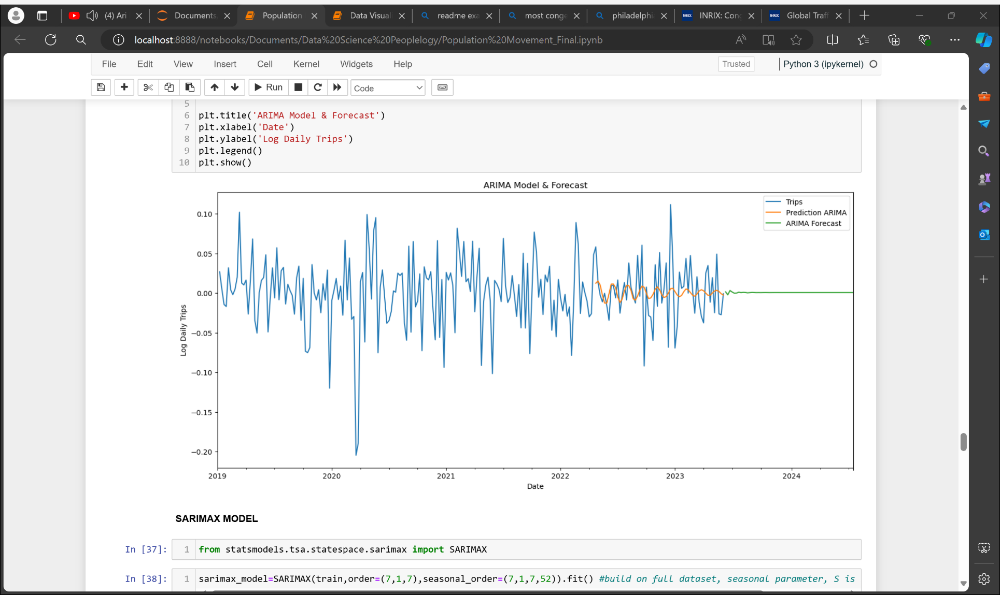 (4) Ari
Documents
Population
Data Visual
readme exa
most conge
philadelphi
INRIX: Cong
Global Traff
localhost:8888/notebooks/Documents/Data%20Science%20Peoplelogy/Population%20Movement_Final.ipynb
File Edit View Insert Cell Kernel Widgets Help Trusted Python 3 (ipykernel)
Run Code
5
6 plt.title('ARIMA Model & Forecast')
7 plt.xlabel('Date')
8 plt.ylabel('Log Daily Trips')
9 plt.legend()
10 plt.show()
ARIMA Model & Forecast
Trips
Prediction ARIMA
ARIMA Forecast
0.10
0.05
0.00
−0.05
−0.10
−0.15
−0.20
Log Daily Trips
2019 2020 2021 2022 2023 2024
Date
SARIMAX MODEL
In [37]: 1 from statsmodels.tsa.statespace.sarimax import SARIMAX
In [38]: 1 sarimax_model=SARIMAX(train,order=(7,1,7),seasonal_order=(7,1,7,52)).fit() #build on full dataset, seasonal parameter, S is